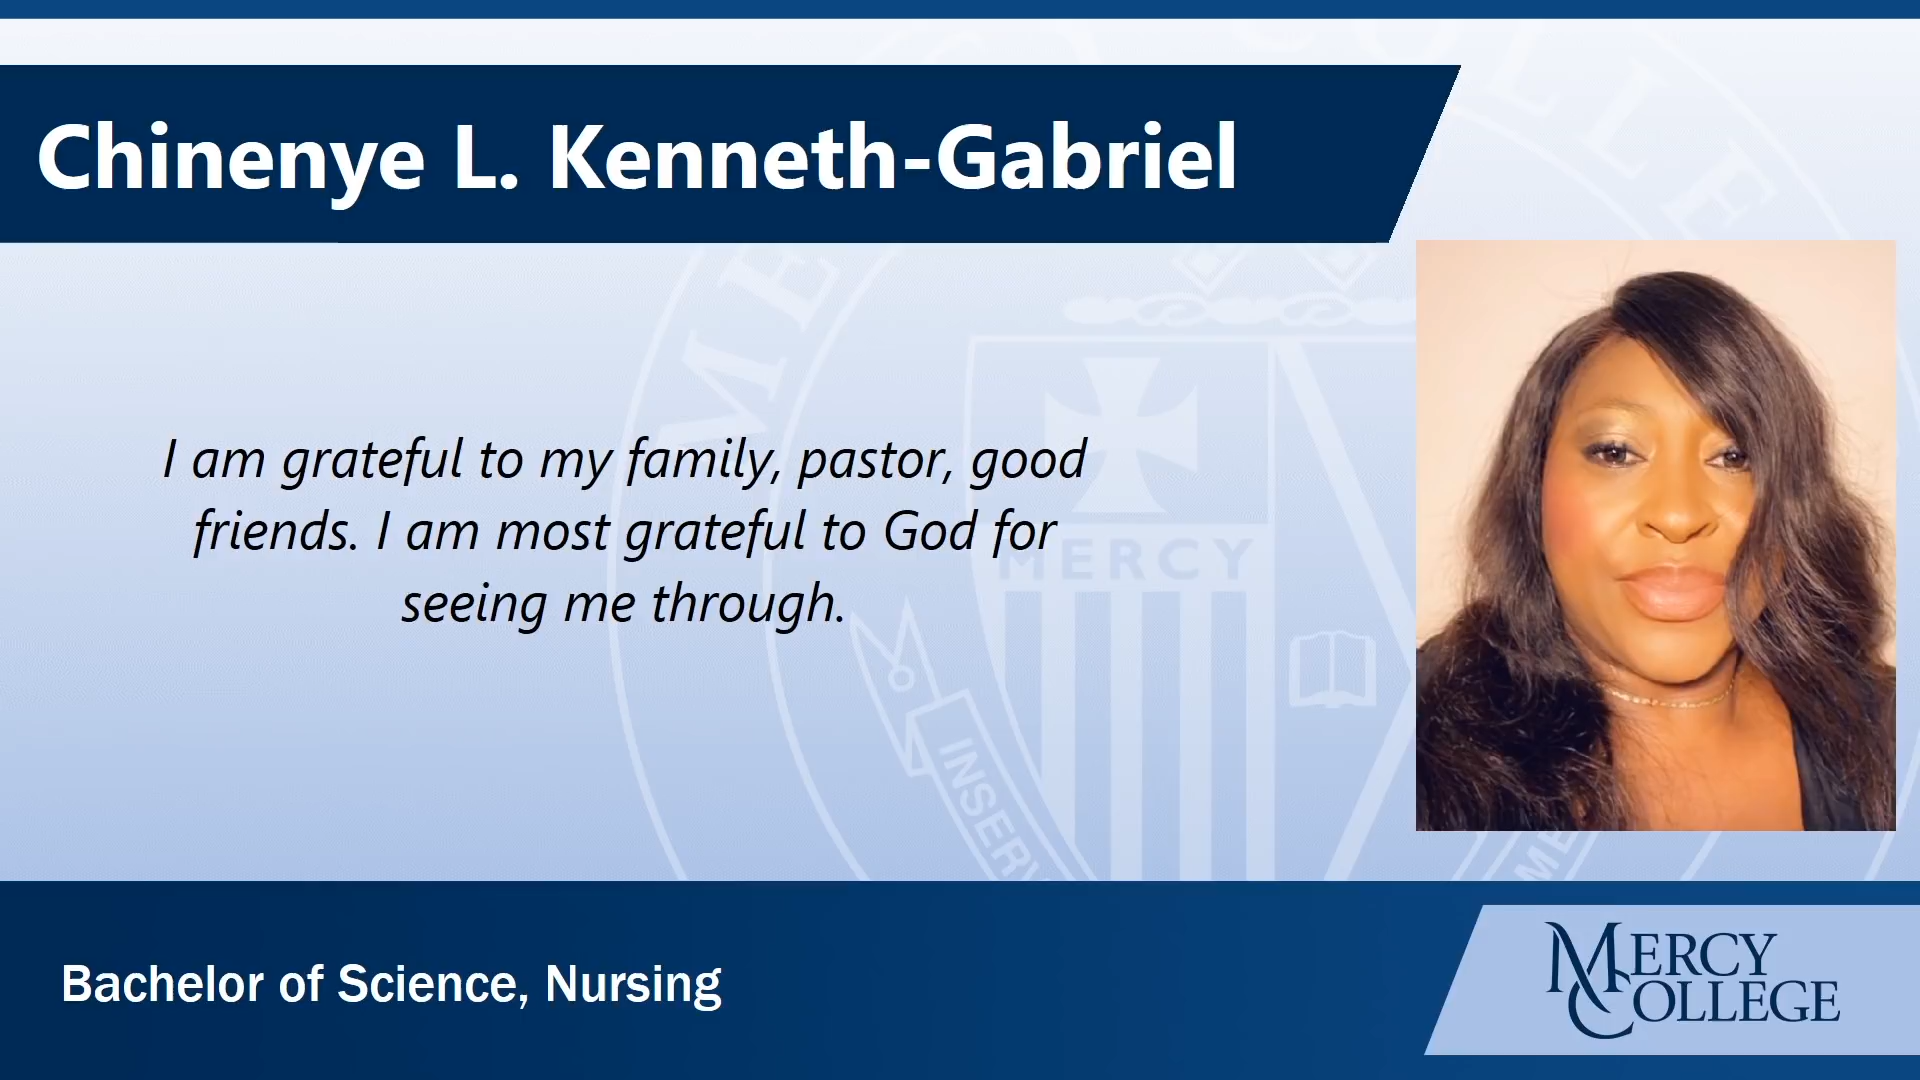 Chinenye L. Kenneth-Gabriel
I am grateful to my family, pastor, good
friends. I am most grateful to God for
seeing me through.
MERCY
Bachelor of Science, Nursing
MERCY
COLLEGE